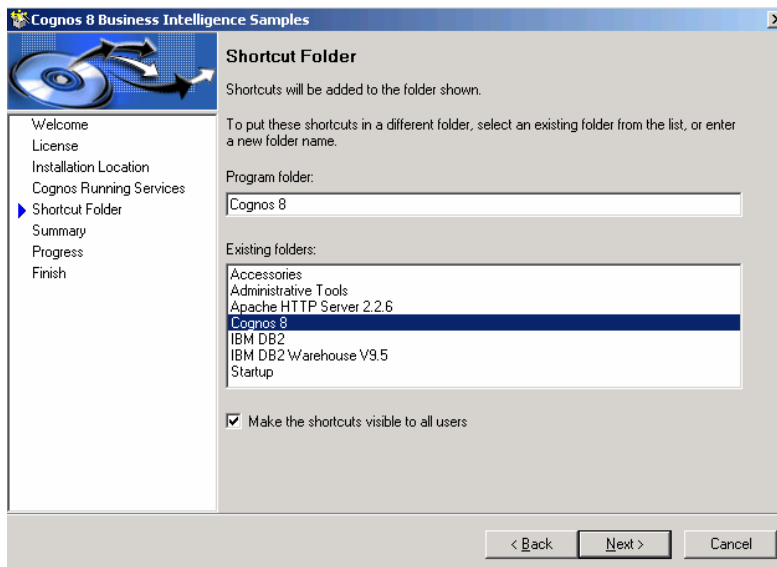 Cognos 8 Business Intelligence Samples
Welcome
License
Installation Location
Cognos Running Services
Shortcut Folder
Summary
Progress
Finish
Shortcut Folder
Shortcuts will be added to the folder shown.
To put these shortcuts in a different folder, select an existing folder from the list, or enter
a new folder name.
Program folder:
Cognos 8
Existing folders:
Accessories
Administrative Tools
Apache HTTP Server 2.2.6
Cognos 8
IBM DB2
IBM DB2 Warehouse V9.5
Startup
Make the shortcuts visible to all users
< Back
Next >
Cancel